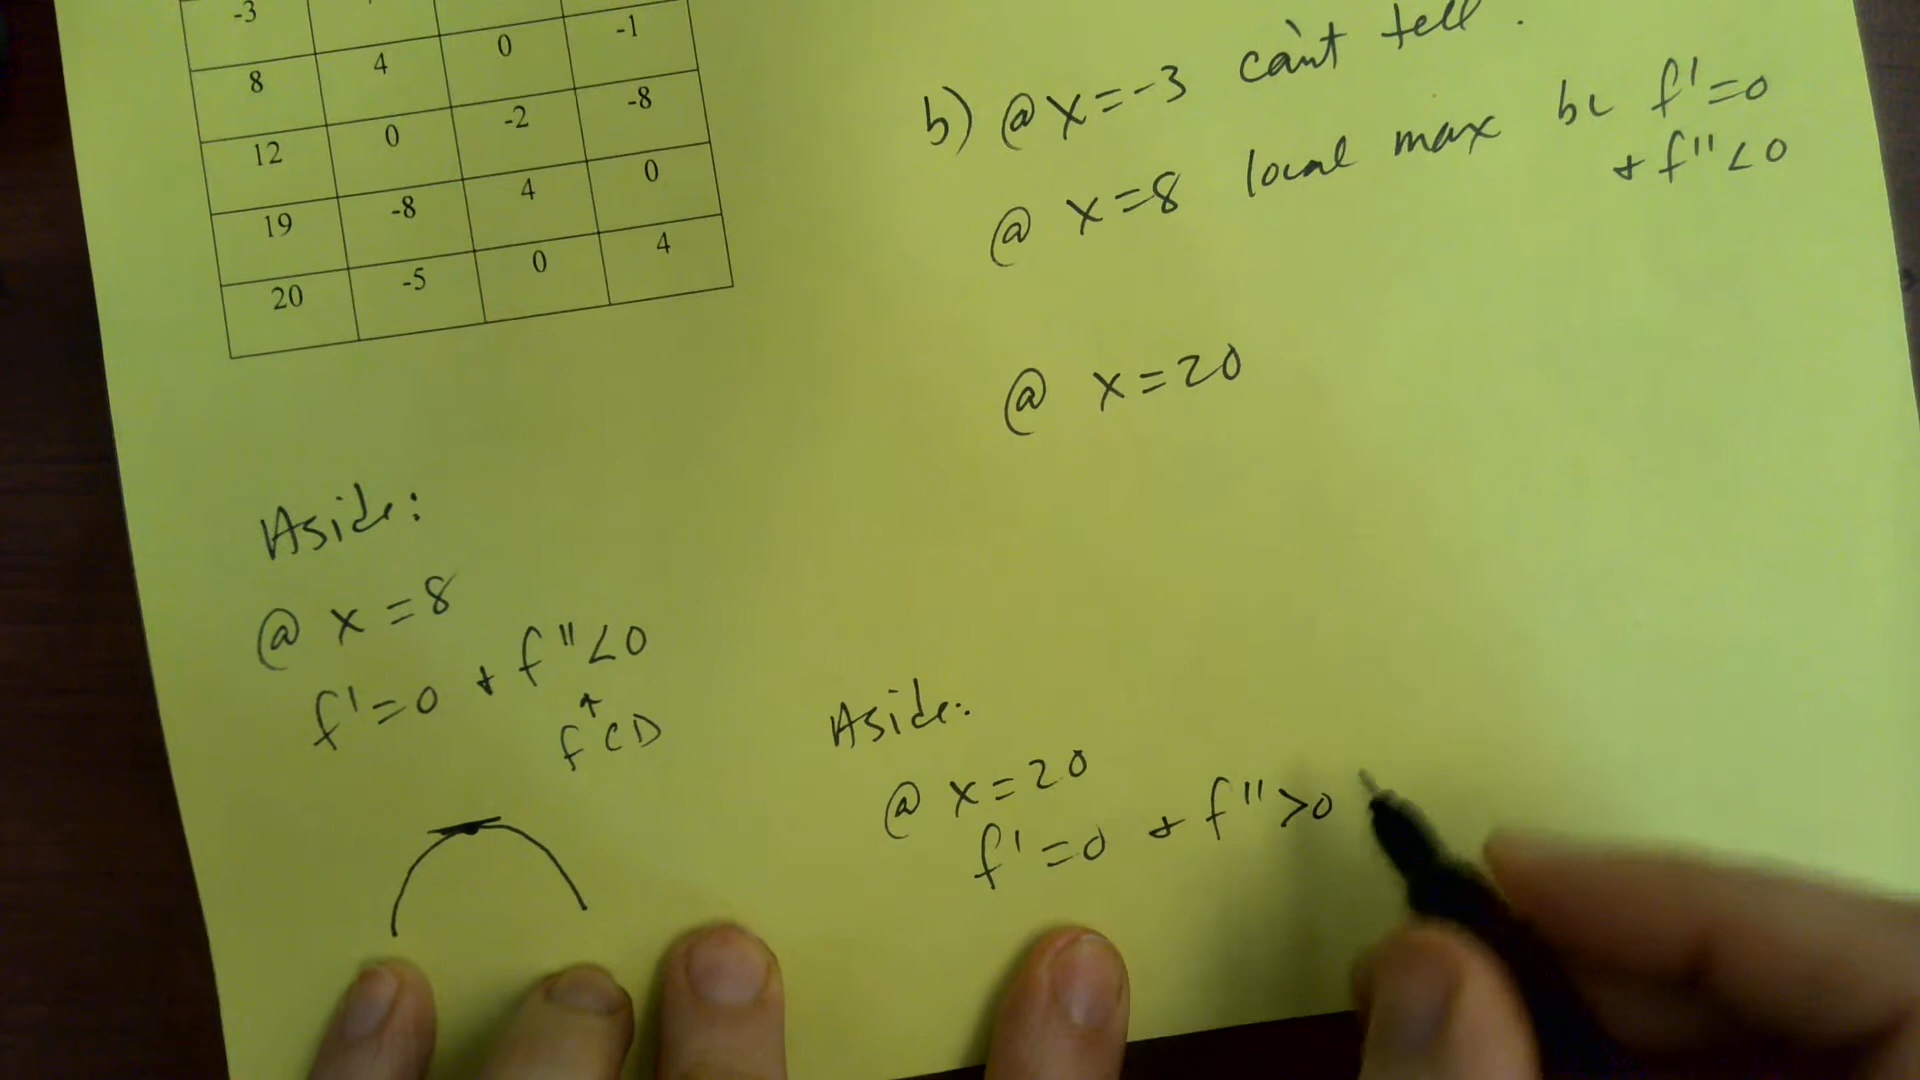 -3
8 4 0 -1
12 0 -2 -8
19 -8 4 0
20 -5 0 4
b) @ x=-3 can't tell.
@ x=8 local max bc f'=0
+ f''<0
@ x=20
Aside:
@ x=8
f'=0 + f''<0
↑
f CD
Aside:
@ x=20
f'=0 + f''>0